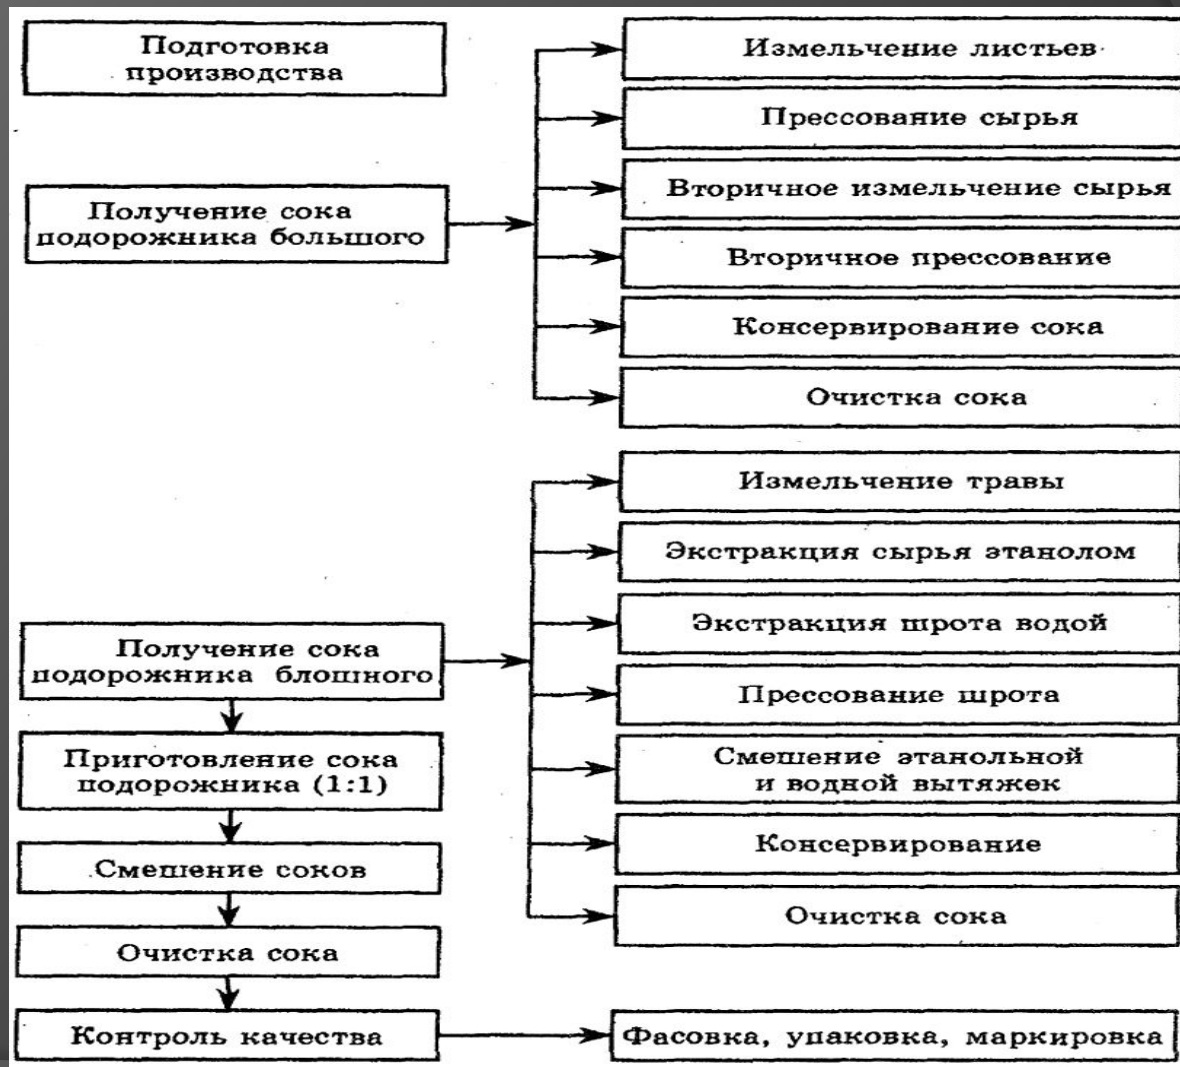 Подготовка
производства
Получение сока
подорожника большого
Измельчение листьев
Прессование сырья
Вторичное измельчение сырья
Вторичное прессование
Консервирование сока
Очистка сока
Получение сока
подорожника блошного
Измельчение травы
Экстракция сырья этанолом
Экстракция шрота водой
Прессование шрота
Смешение этанольной
и водной вытяжек
Консервирование
Очистка сока
Приготовление сока
подорожника (1:1)
Смешение соков
Очистка сока
Контроль качества
Фасовка, упаковка, маркировка